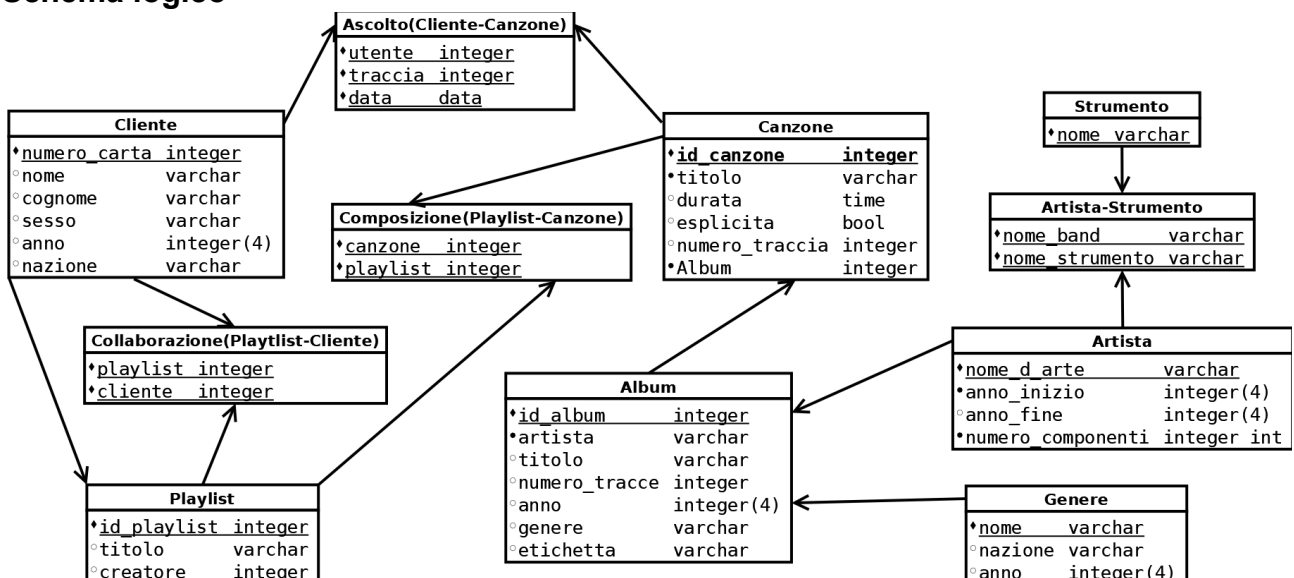 Schema logico
Ascolto(Cliente-Canzone)
utente integer
traccia integer
data data
Cliente
numero_carta integer
nome varchar
cognome varchar
sesso varchar
anno integer(4)
nazione varchar
Canzone
id_canzone integer
titolo varchar
durata time
esplicita bool
numero_traccia integer
Album integer
Strumento
nome varchar
Composizione(Playlist-Canzone)
canzone integer
playlist integer
Artista-Strumento
nome_band varchar
nome_strumento varchar
Collaborazione(Playtlist-Cliente)
playlist integer
cliente integer
Album
id_album integer
artista varchar
titolo varchar
numero_tracce integer
anno integer(4)
genere varchar
etichetta varchar
Artista
nome_d_arte varchar
anno_inizio integer(4)
anno_fine integer(4)
numero_componenti integer int
Playlist
id_playlist integer
titolo varchar
creatore integer
Genere
nome varchar
nazione varchar
anno integer(4)